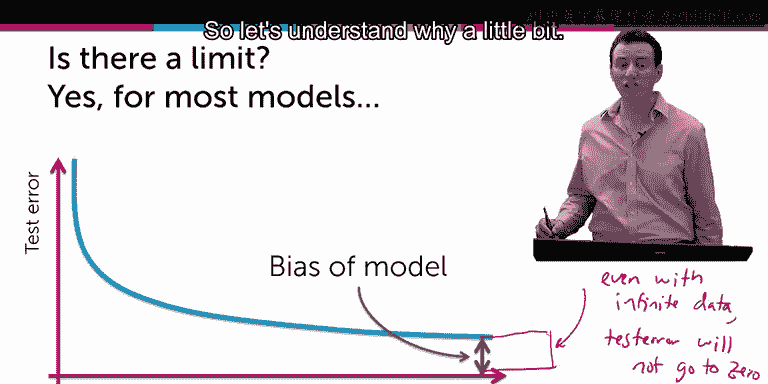 So let's understand why a little bit.
Is there a limit?
Yes, for most models...
Test error
Bias of model
even with
infinite data,
test error will
not go to zero